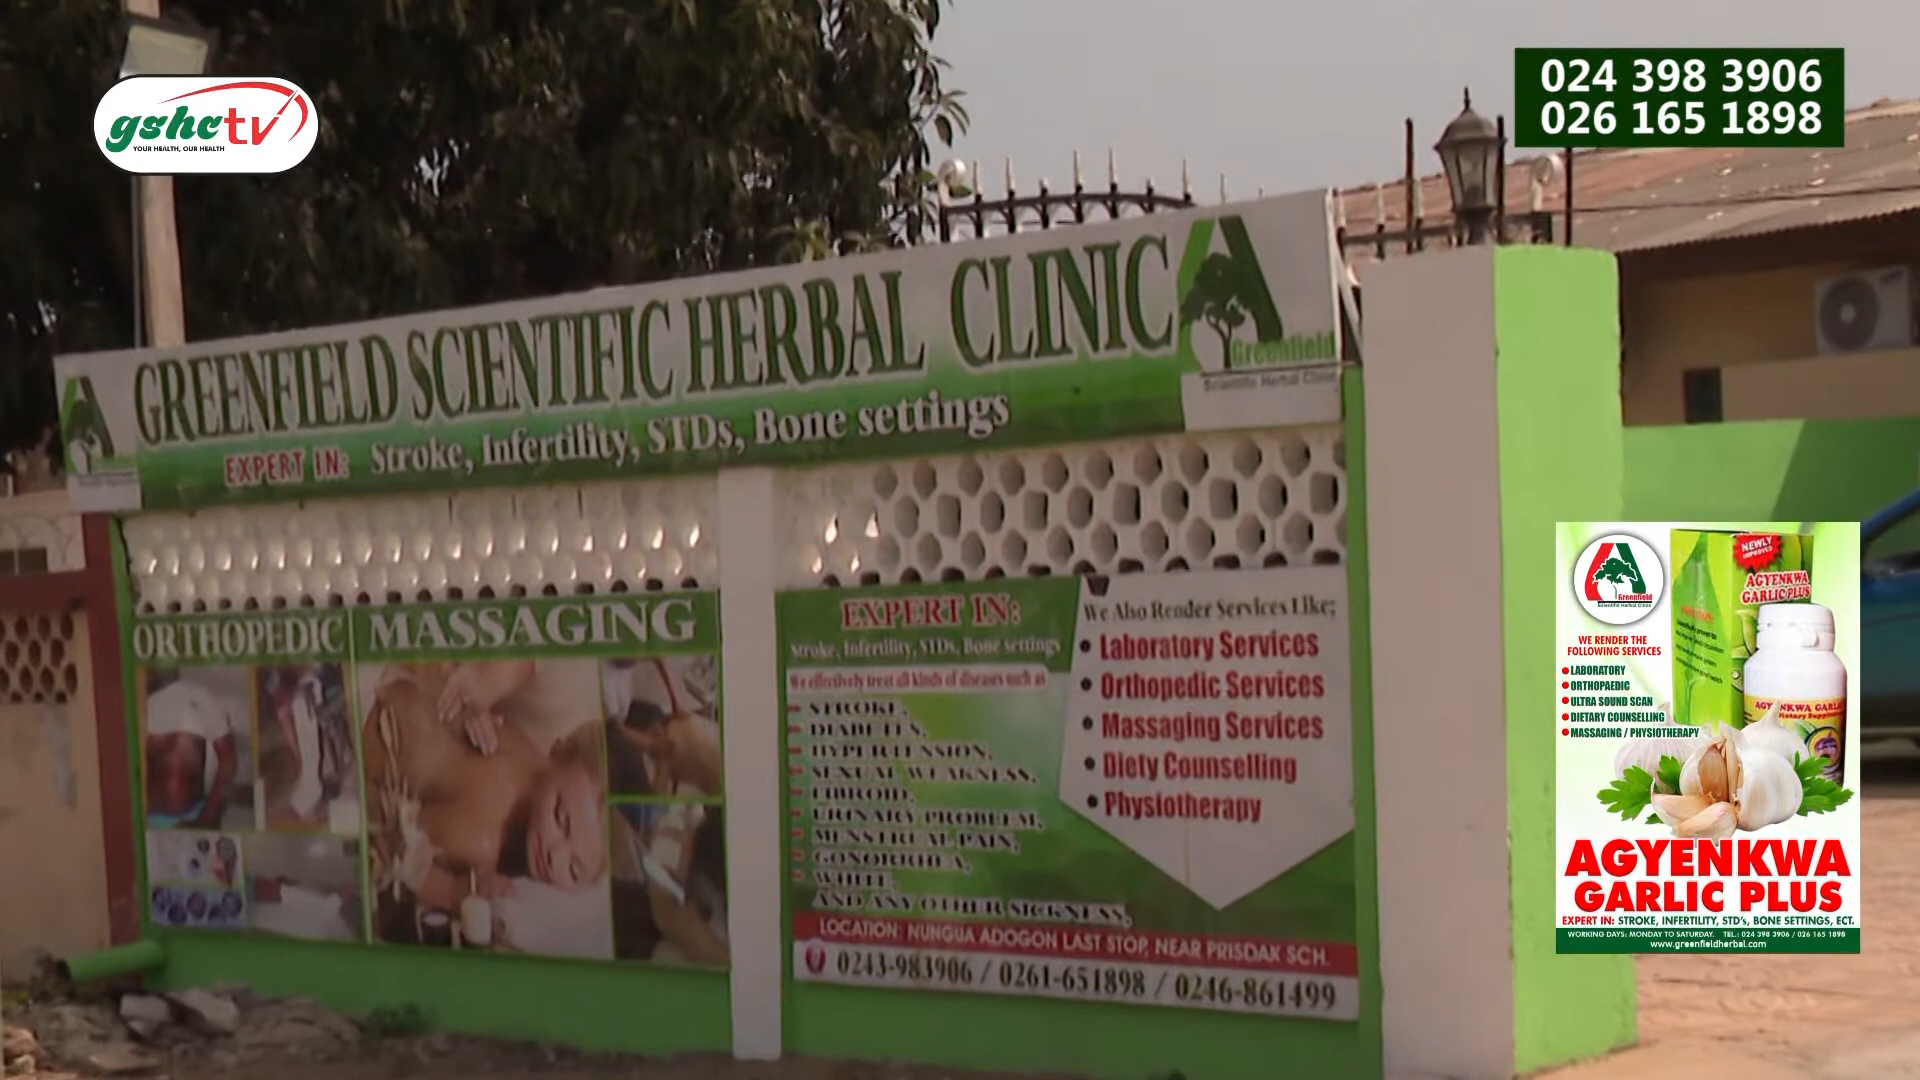 gshctv
YOUR HEALTH, OUR HEALTH
024 398 3906
026 165 1898
GREENFIELD SCIENTIFIC HERBAL CLINIC
Greenfield
Scientific Herbal Clinic
EXPERT IN: Stroke, Infertility, STDs, Bone settings
ORTHOPEDIC
MASSAGING
EXPERT IN:
Stroke, Infertility, STDs, Bone settings
We effectively treat all kinds of diseases such as
STROKE,
DIABETES,
HYPERTENSION,
SEXUAL WEAKNESS,
FIBROID,
URINARY PROBLEM,
MENSTRUAL PAIN,
GONORRHEA,
WHITE,
AND ANY OTHER SICKNESS,
We Also Render Services Like;
• Laboratory Services
• Orthopedic Services
• Massaging Services
• Diety Counselling
• Physiotherapy
LOCATION: NUNGUA ADOGON LAST STOP, NEAR PRISDAK SCH.
0243-983906 / 0261-651898 / 0246-861499
Greenfield
Scientific Herbal Clinic
NEWLY
IMPROVED
AGYENKWA
GARLIC PLUS
WE RENDER THE
FOLLOWING SERVICES
• LABORATORY
• ORTHOPAEDIC
• ULTRA SOUND SCAN
• DIETARY COUNSELLING
• MASSAGING / PHYSIOTHERAPY
AGYENKWA
GARLIC PLUS
EXPERT IN: STROKE, INFERTILITY, STD's, BONE SETTINGS, ECT.
WORKING DAYS: MONDAY TO SATURDAY. TEL.: 024 398 3906 / 026 165 1898
www.greenfieldherbal.com